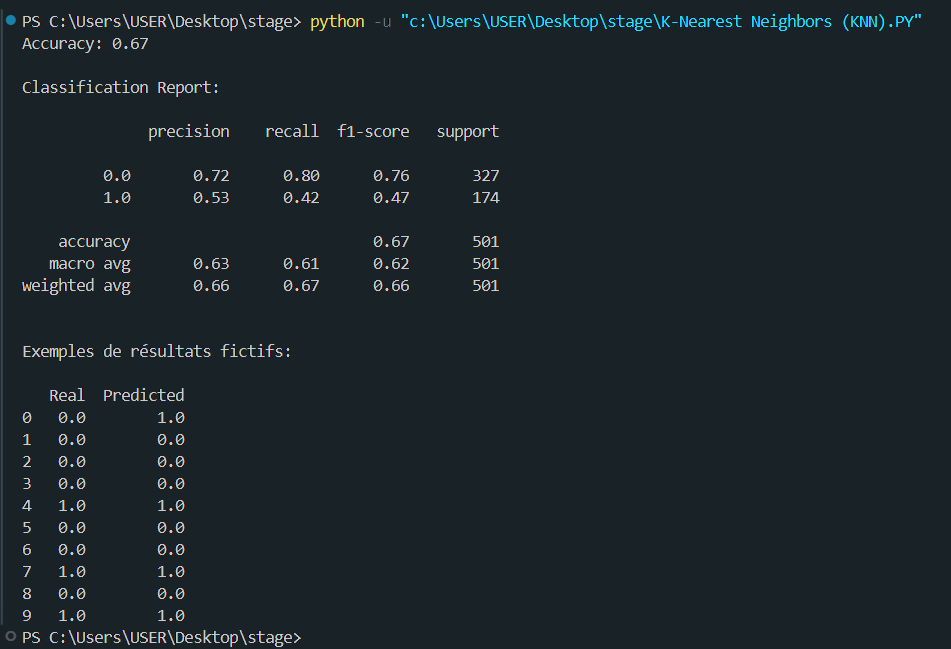 PS C:\Users\USER\Desktop\stage> python -u "c:\Users\USER\Desktop\stage\K-Nearest Neighbors (KNN).PY"
Accuracy: 0.67
Classification Report:
precision recall f1-score support
0.0 0.72 0.80 0.76 327
1.0 0.53 0.42 0.47 174
accuracy 0.67 501
macro avg 0.63 0.61 0.62 501
weighted avg 0.66 0.67 0.66 501
Exemples de résultats fictifs:
Real Predicted
0 0.0 1.0
1 0.0 0.0
2 0.0 0.0
3 0.0 0.0
4 1.0 1.0
5 0.0 0.0
6 0.0 0.0
7 1.0 1.0
8 0.0 0.0
9 1.0 1.0
PS C:\Users\USER\Desktop\stage>